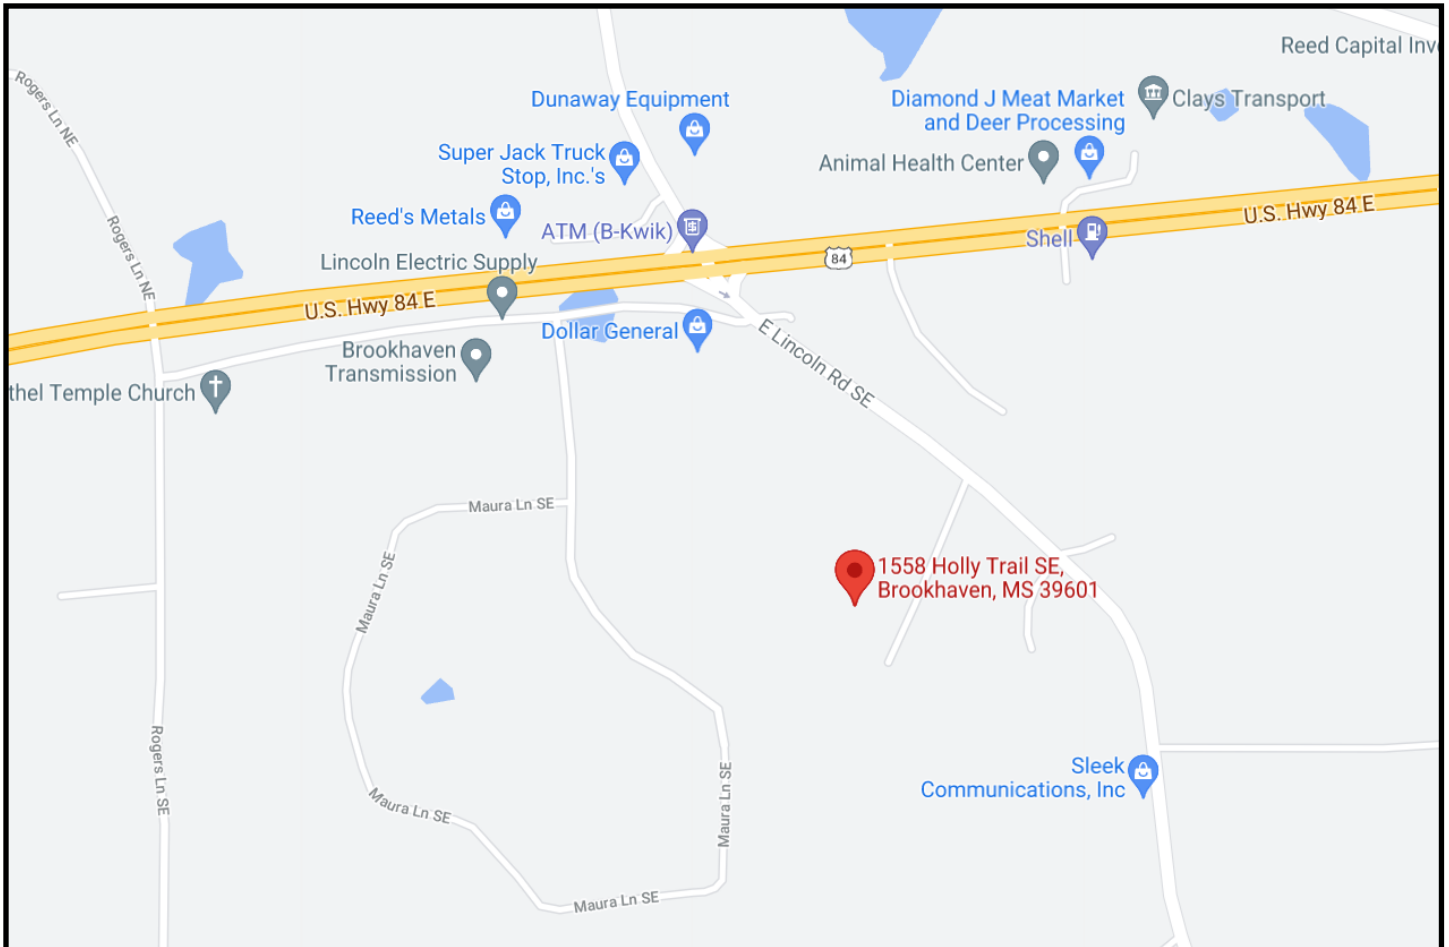 Reed Capital Inv
Rogers Ln NE
Dunaway Equipment
Diamond J Meat Market
and Deer Processing
Clays Transport
Super Jack Truck
Stop, Inc.'s
Animal Health Center
Reed's Metals
ATM (B-Kwik)
U.S. Hwy 84 E
Shell
Rogers Ln NE
Lincoln Electric Supply
84
U.S. Hwy 84 E
Dollar General
E Lincoln Rd SE
Brookhaven
Transmission
thel Temple Church
Maura Ln SE
Maura Ln SE
1558 Holly Trail SE,
Brookhaven, MS 39601
Rogers Ln SE
Maura Ln SE
Maura Ln SE
Sleek
Communications, Inc
Maura Ln SE